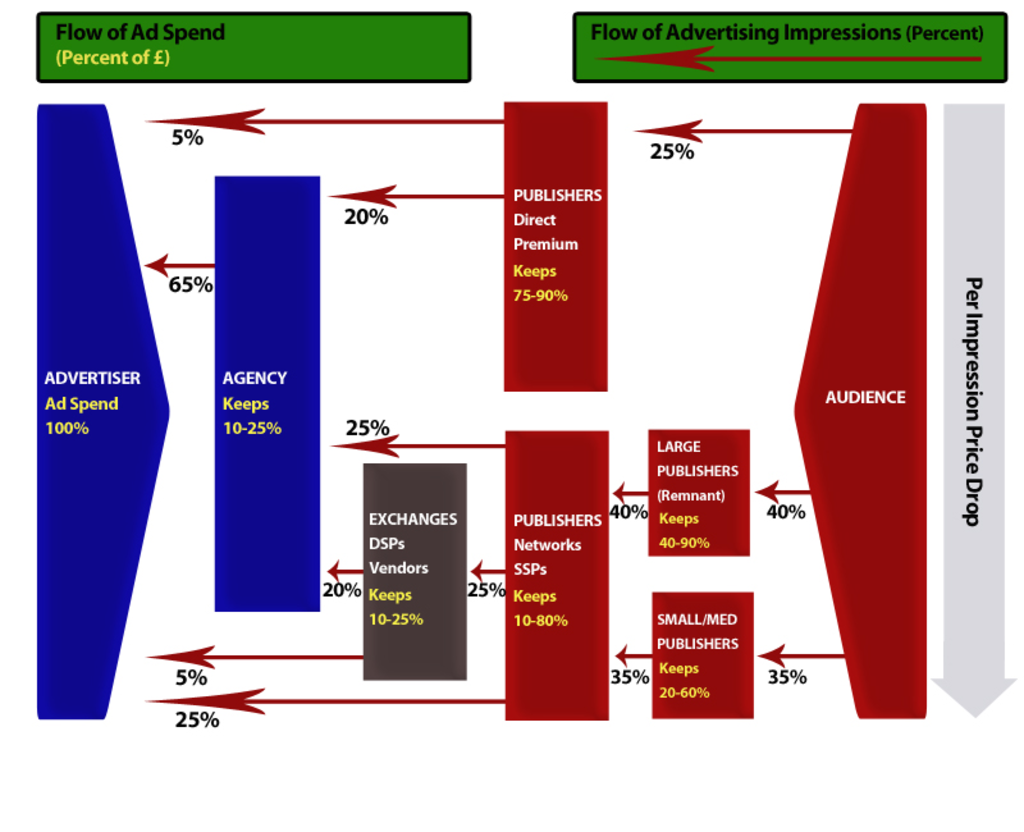 Flow of Ad Spend
(Percent of £)
Flow of Advertising Impressions (Percent)
5%
25%
20%
65%
PUBLISHERS
Direct
Premium
Keeps
75-90%
ADVERTISER
Ad Spend
100%
AGENCY
Keeps
10-25%
AUDIENCE
Per Impression Price Drop
25%
EXCHANGES
DSPs
Vendors
Keeps
10-25%
20%
25%
PUBLISHERS
Networks
SSPs
Keeps
10-80%
LARGE
PUBLISHERS
(Remnant)
Keeps
40-90%
40%
40%
SMALL/MED
PUBLISHERS
Keeps
20-60%
35%
35%
5%
25%